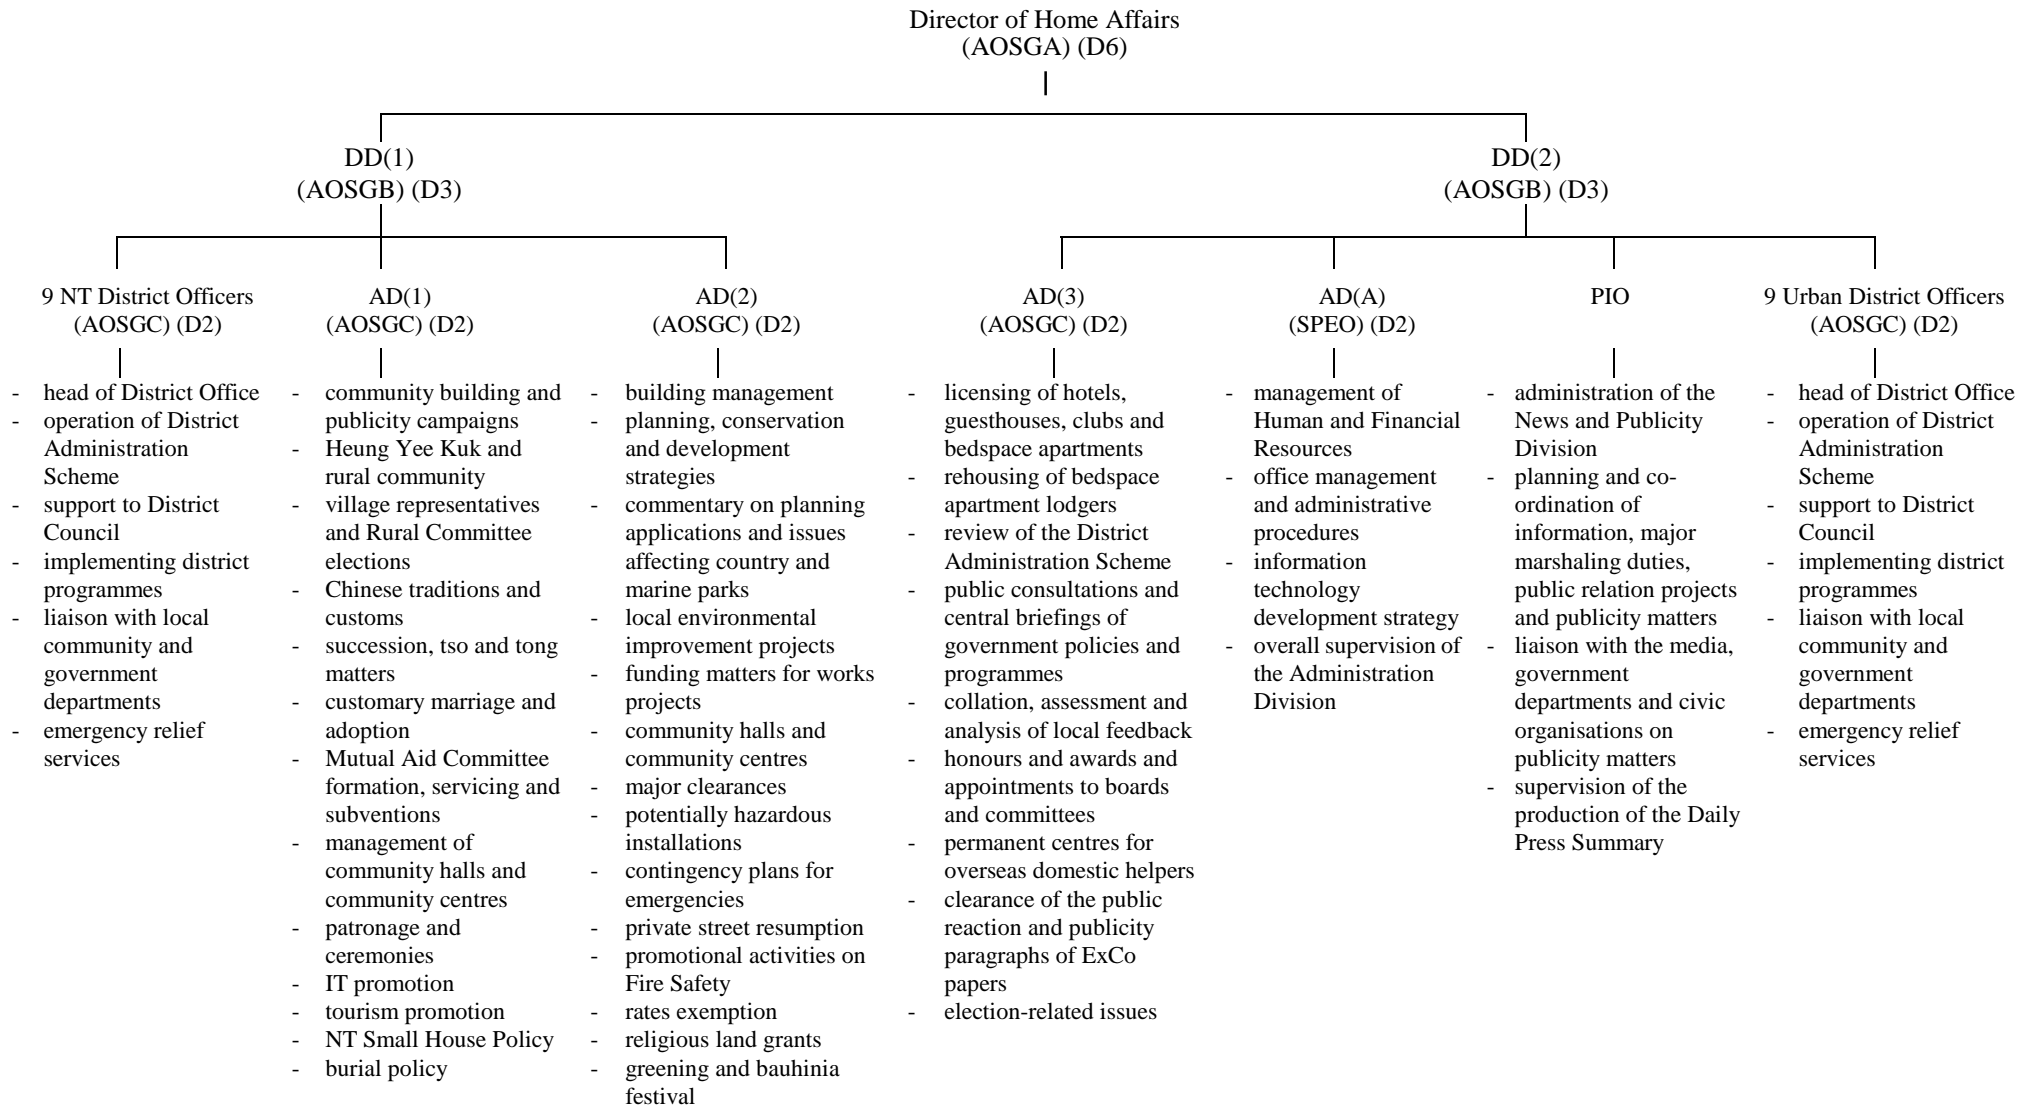 Director of Home Affairs
(AOSGA) (D6)
DD(1)
(AOSGB) (D3)
DD(2)
(AOSGB) (D3)
9 NT District Officers
(AOSGC) (D2)
- head of District Office
- operation of District
Administration
Scheme
- support to District
Council
- implementing district
programmes
- liaison with local
community and
government
departments
- emergency relief
services
AD(1)
(AOSGC) (D2)
- community building and
publicity campaigns
- Heung Yee Kuk and
rural community
- village representatives
and Rural Committee
elections
- Chinese traditions and
customs
- succession, tso and tong
matters
- customary marriage and
adoption
- Mutual Aid Committee
formation, servicing and
subventions
- management of
community halls and
community centres
- patronage and
ceremonies
- IT promotion
- tourism promotion
- NT Small House Policy
- burial policy
AD(2)
(AOSGC) (D2)
- building management
- planning, conservation
and development
strategies
- commentary on planning
applications and issues
affecting country and
marine parks
- local environmental
improvement projects
- funding matters for works
projects
- community halls and
community centres
- major clearances
- potentially hazardous
installations
- contingency plans for
emergencies
- private street resumption
- promotional activities on
Fire Safety
- rates exemption
- religious land grants
- greening and bauhinia
festival
AD(3)
(AOSGC) (D2)
- licensing of hotels,
guesthouses, clubs and
bedspace apartments
- rehousing of bedspace
apartment lodgers
- review of the District
Administration Scheme
- public consultations and
central briefings of
government policies and
programmes
- collation, assessment and
analysis of local feedback
- honours and awards and
appointments to boards
and committees
- permanent centres for
overseas domestic helpers
- clearance of the public
reaction and publicity
paragraphs of ExCo
papers
- election-related issues
AD(A)
(SPEO) (D2)
- management of
Human and Financial
Resources
- office management
and administrative
procedures
- information
technology
development strategy
- overall supervision of
the Administration
Division
PIO
- administration of the
News and Publicity
Division
- planning and co-
ordination of
information, major
marshaling duties,
public relation projects
and publicity matters
- liaison with the media,
government
departments and civic
organisations on
publicity matters
- supervision of the
production of the Daily
Press Summary
9 Urban District Officers
(AOSGC) (D2)
- head of District Office
- operation of District
Administration
Scheme
- support to District
Council
- implementing district
programmes
- liaison with local
community and
government
departments
- emergency relief
services